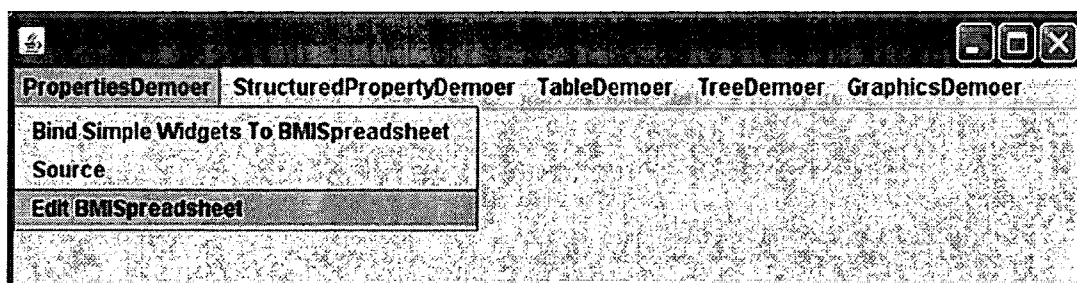 PropertiesDemoer StructuredPropertyDemoer TableDemoer TreeDemoer GraphicsDemoer
Bind Simple Widgets To BMISpreadsheet
Source
Edit BMISpreadsheet